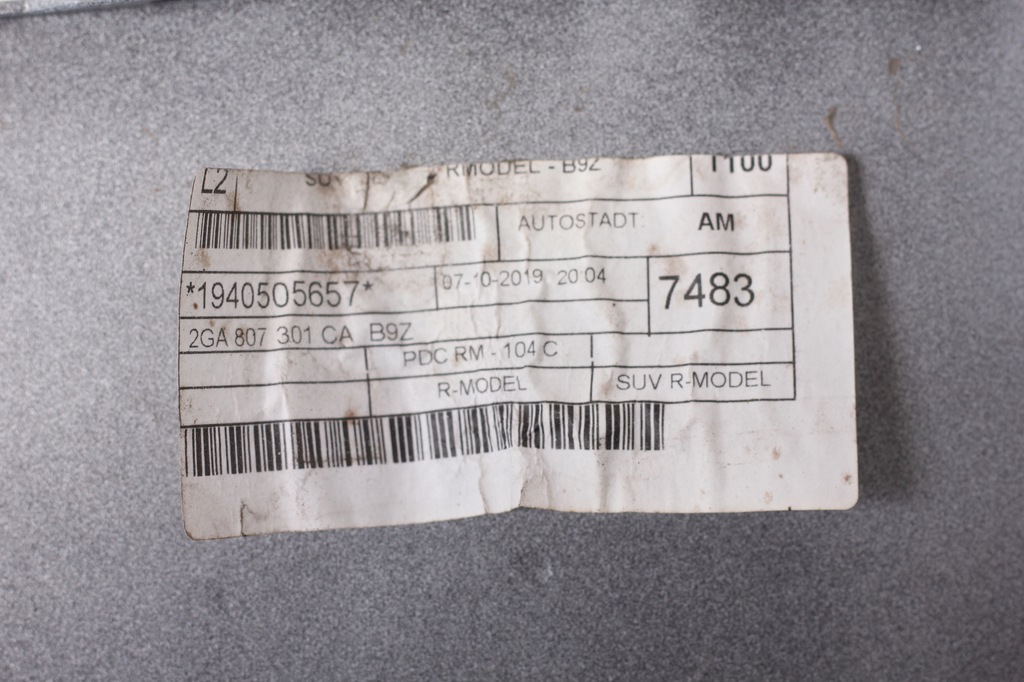 L2 RMODEL - B9Z 1100
AUTOSTADT: AM
*1940505657* 07-10-2019 20:04 7483
2GA 807 301 CA B9Z
PDC RM - 104 C
R-MODEL SUV R-MODEL